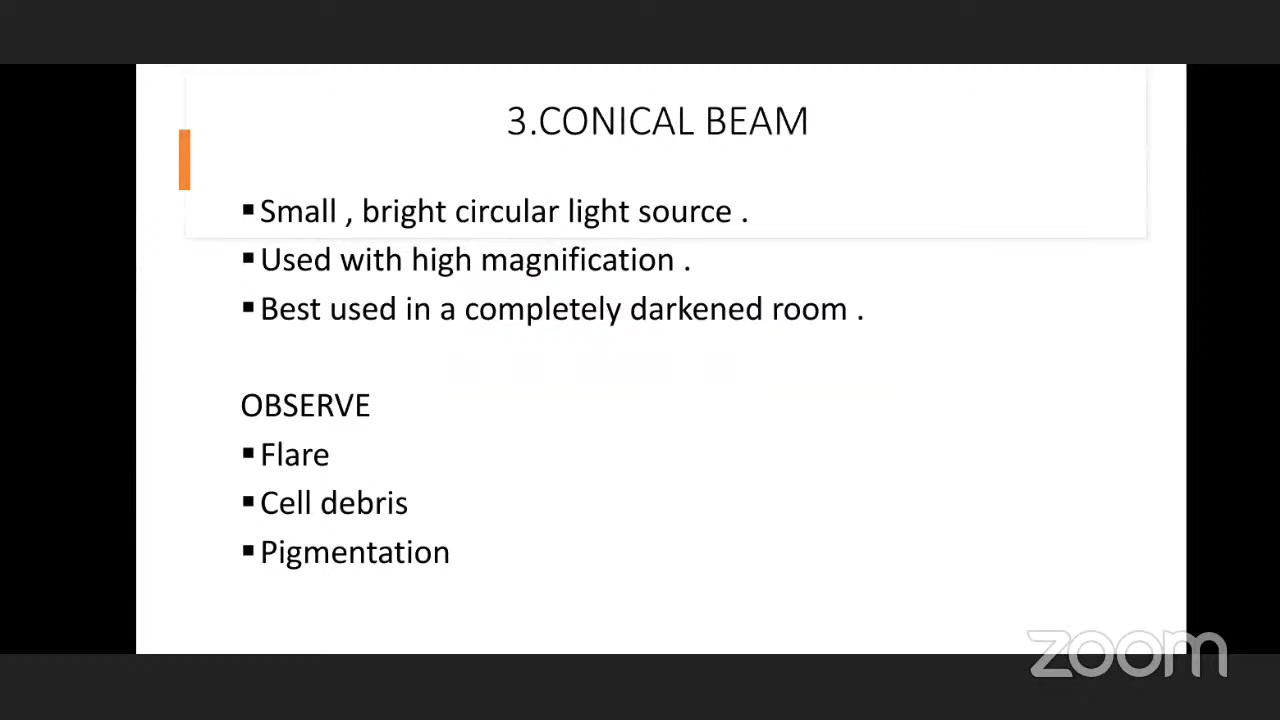 3.CONICAL BEAM
▪Small , bright circular light source .
▪Used with high magnification .
▪Best used in a completely darkened room .
OBSERVE
▪Flare
▪Cell debris
▪Pigmentation
zoom